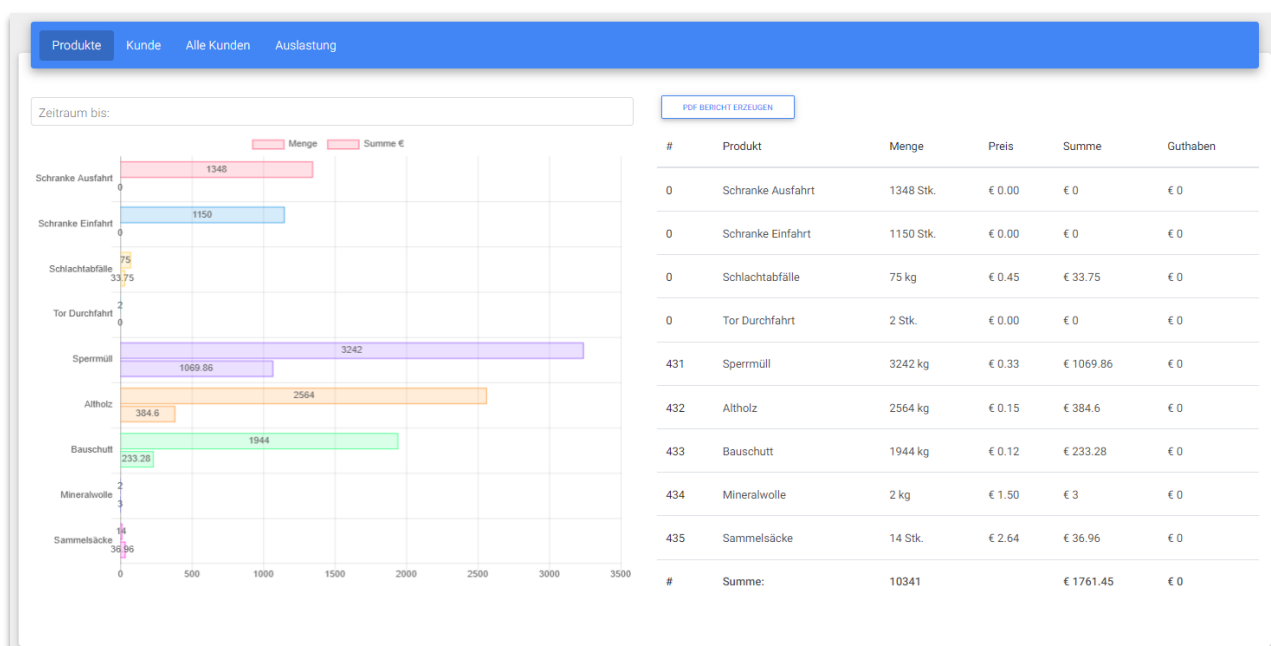 Produkte Kunde Alle Kunden Auslastung
Zeitraum bis:
PDF BERICHT ERZEUGEN
Menge Summe €
Schranke Ausfahrt 1348 0
Schranke Einfahrt 1150 0
Schlachtabfälle 75 33.75
Tor Durchfahrt 2 0
Sperrmüll 3242 1069.86
Altholz 2564 384.6
Bauschutt 1944 233.28
Mineralwolle 2 3
Sammelsäcke 14 36.96
0 500 1000 1500 2000 2500 3000 3500
# Produkt Menge Preis Summe Guthaben
0 Schranke Ausfahrt 1348 Stk. € 0.00 € 0 € 0
0 Schranke Einfahrt 1150 Stk. € 0.00 € 0 € 0
0 Schlachtabfälle 75 kg € 0.45 € 33.75 € 0
0 Tor Durchfahrt 2 Stk. € 0.00 € 0 € 0
431 Sperrmüll 3242 kg € 0.33 € 1069.86 € 0
432 Altholz 2564 kg € 0.15 € 384.6 € 0
433 Bauschutt 1944 kg € 0.12 € 233.28 € 0
434 Mineralwolle 2 kg € 1.50 € 3 € 0
435 Sammelsäcke 14 Stk. € 2.64 € 36.96 € 0
# Summe: 10341 € 1761.45 € 0